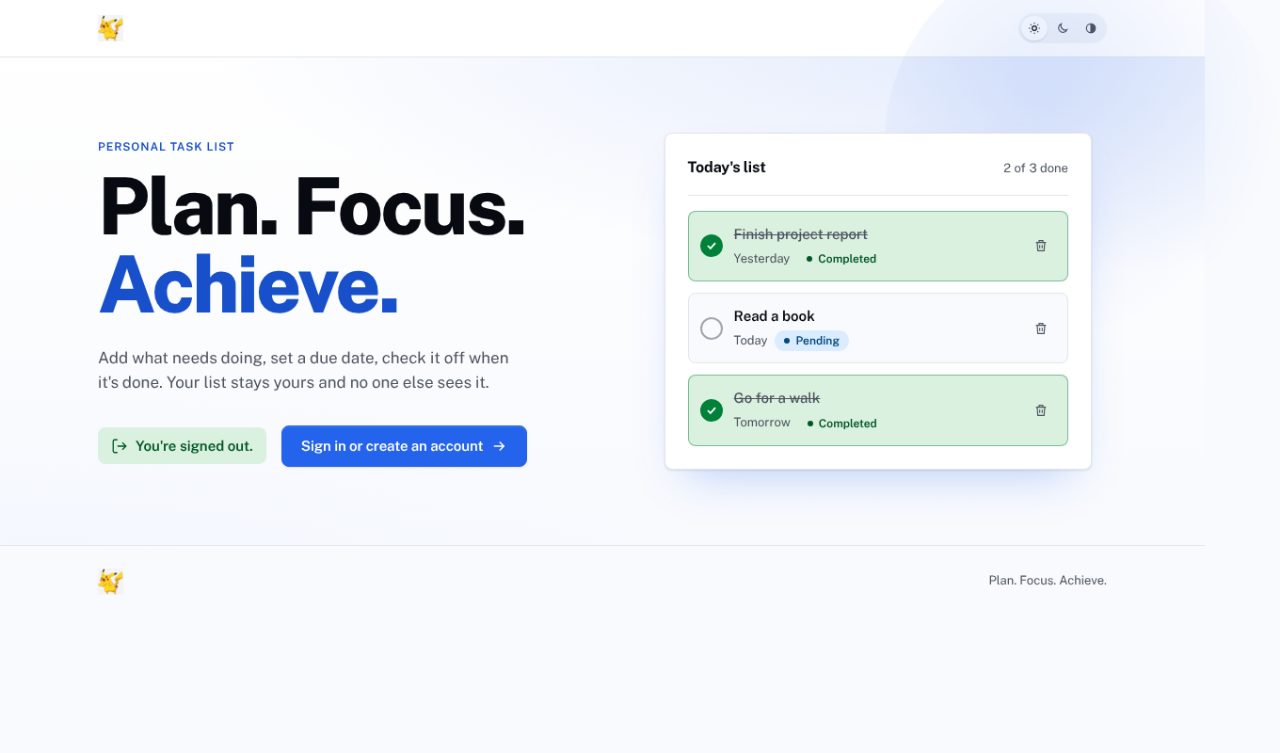 PERSONAL TASK LIST
Plan. Focus.
Achieve.
Add what needs doing, set a due date, check it off when
it's done. Your list stays yours and no one else sees it.
You're signed out.
Sign in or create an account
Today's list
2 of 3 done
Finish project report
Yesterday
Completed
Read a book
Today
Pending
Go for a walk
Tomorrow
Completed
Plan. Focus. Achieve.